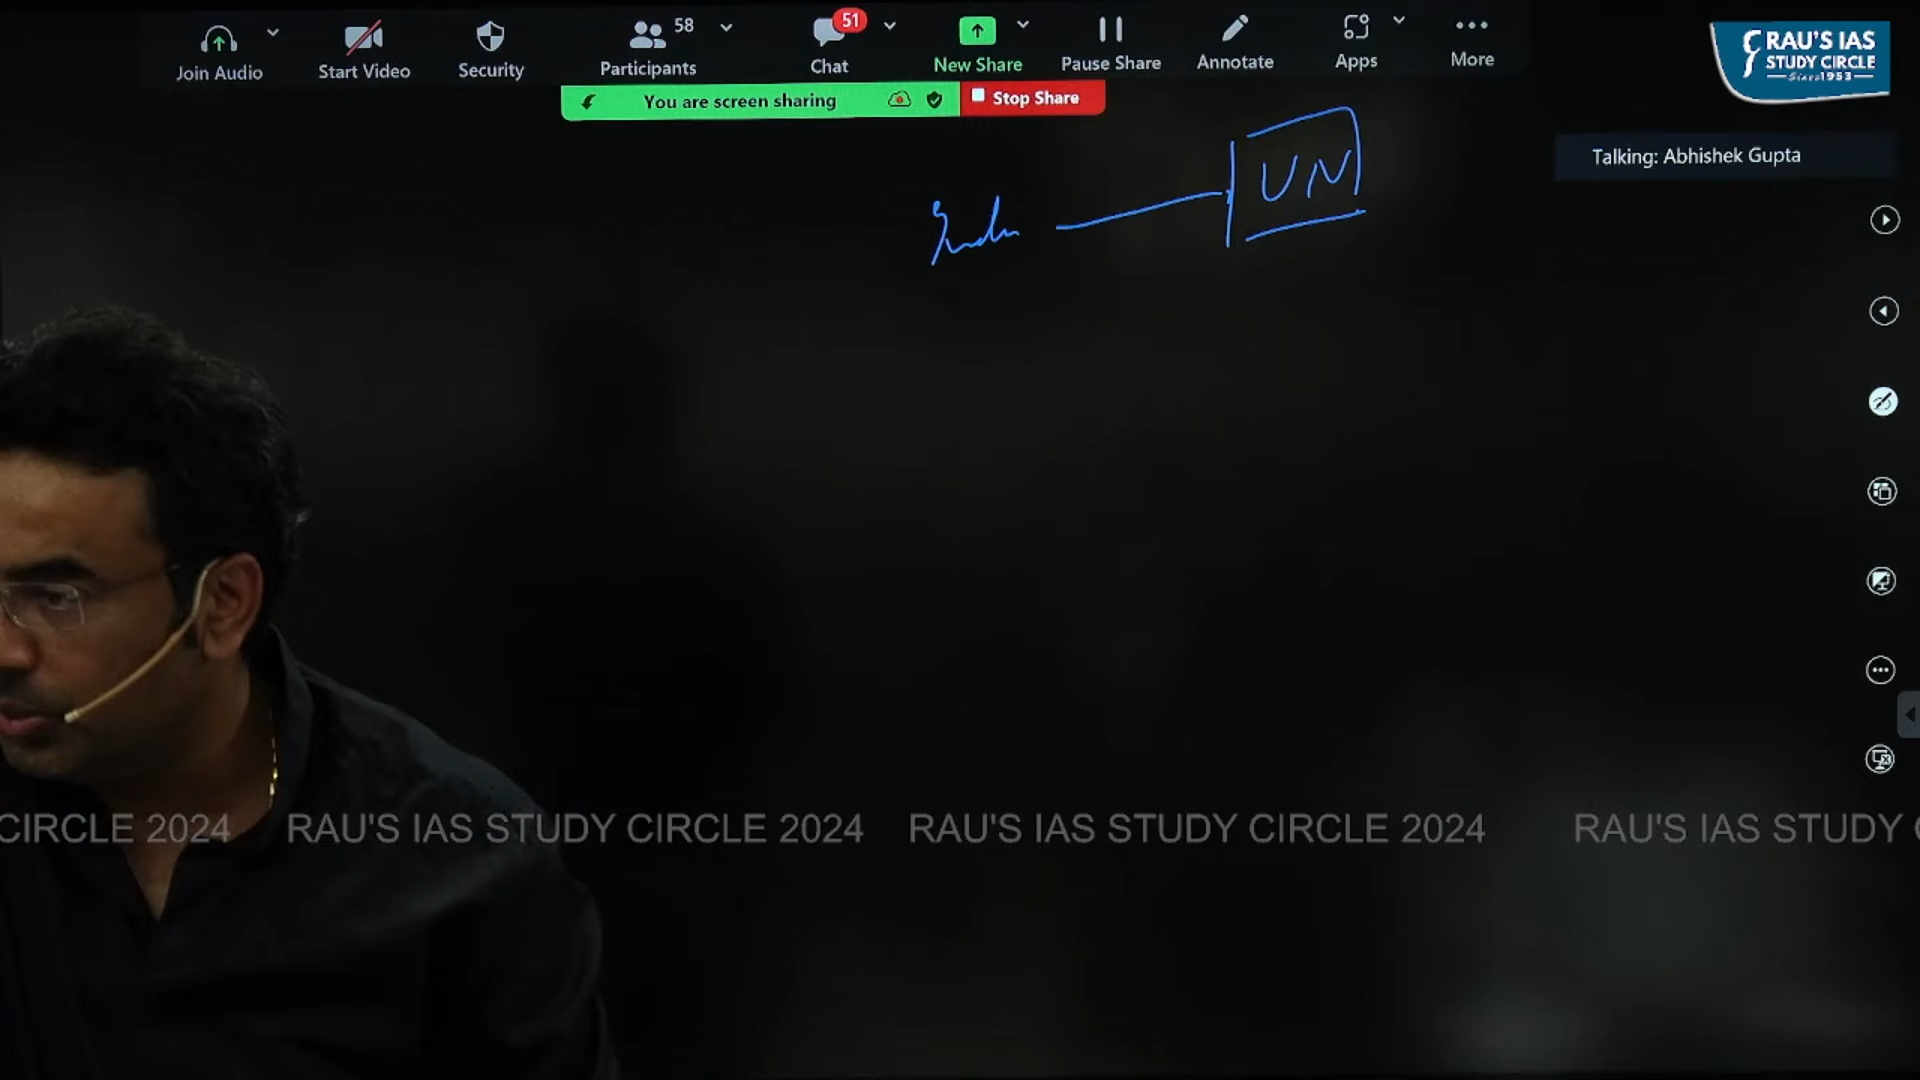 58
51
Join Audio
Start Video
Security
Participants
Chat
New Share
Pause Share
Annotate
Apps
More
RAU'S IAS
STUDY CIRCLE
Since 1953
You are screen sharing
Stop Share
Talking: Abhishek Gupta
UN
CIRCLE 2024 RAU'S IAS STUDY CIRCLE 2024 RAU'S IAS STUDY CIRCLE 2024 RAU'S IAS STUDY